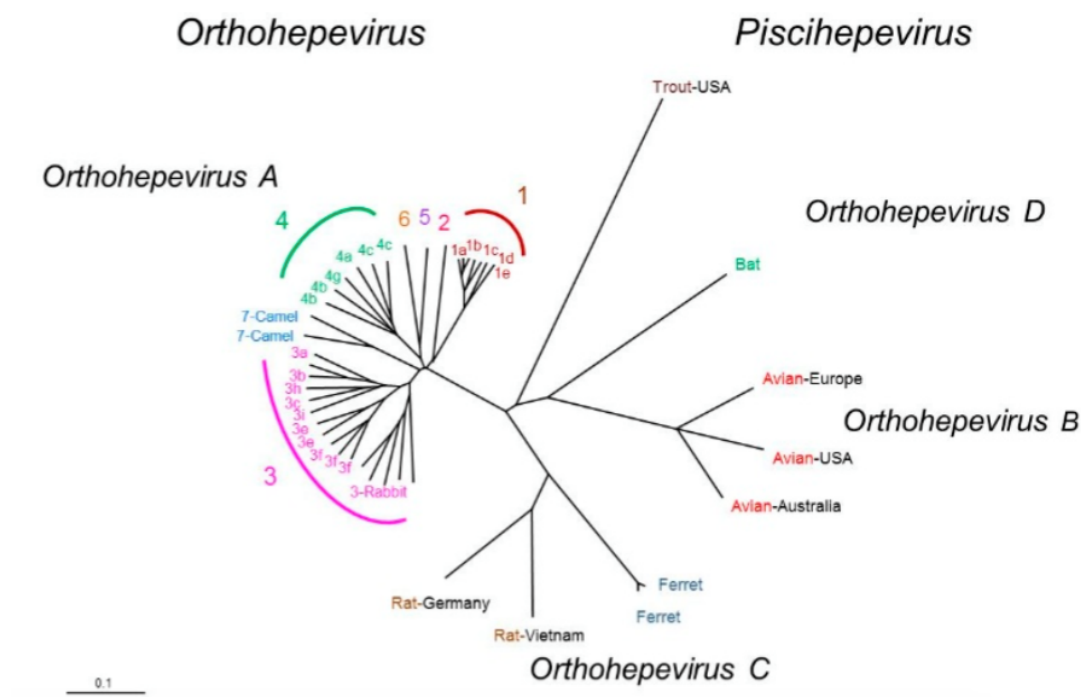 Orthohepevirus
Piscihepevirus
Trout-USA
Orthohepevirus A
Orthohepevirus D
1
4
6 5 2
1a 1b 1c 1d
1e
4a 4c 4c
4g
4b
4b
Bat
7-Camel
7-Camel
3a
3b
3h
3c
3i
3e
3e
3f 3f 3f
3
3-Rabbit
Avian-Europe
Orthohepevirus B
Avian-USA
Avian-Australia
Ferret
Rat-Germany
Ferret
Rat-Vietnam
Orthohepevirus C
0.1